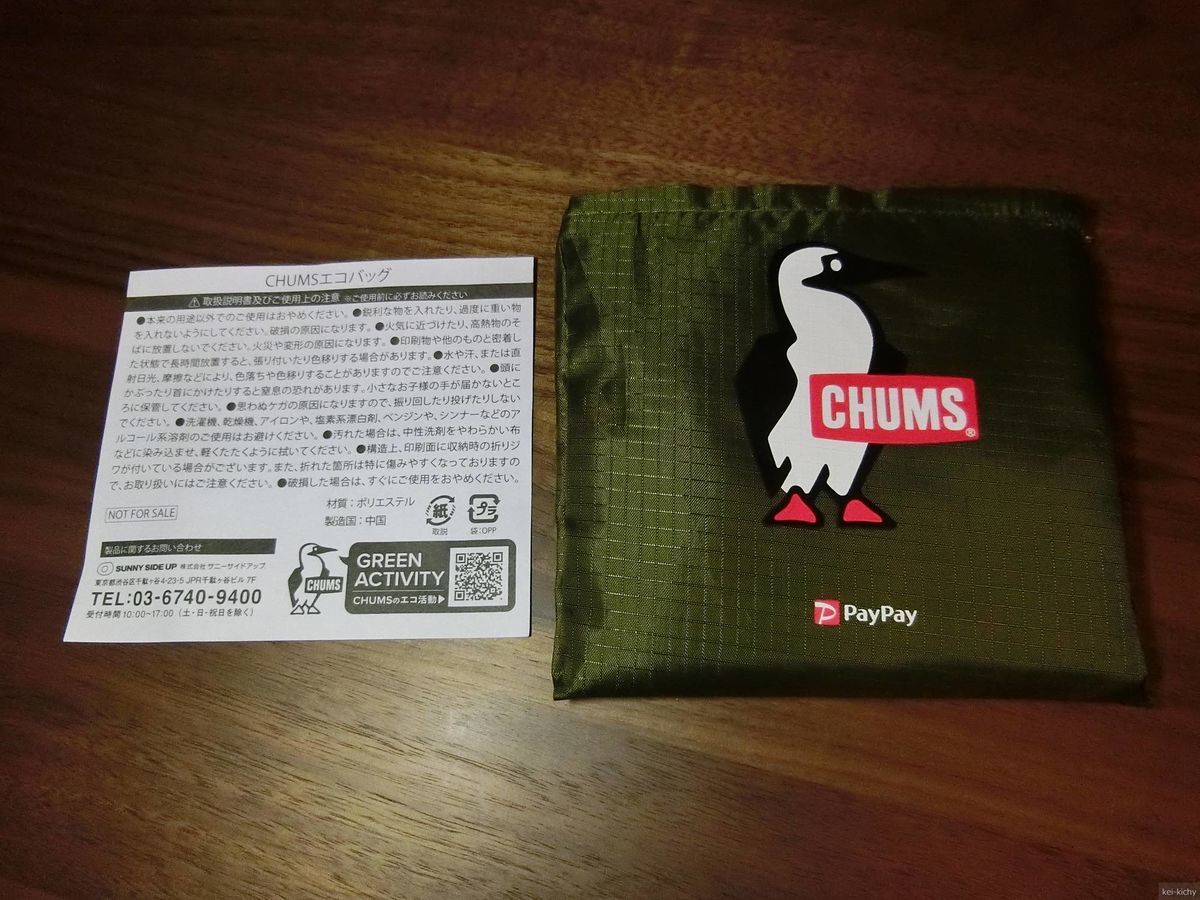 CHUMSエコバッグ
⚠取扱説明書及びご使用上の注意 ※ご使用前に必ずお読みください
●本来の用途以外でのご使用はおやめください。●鋭利な物を入れたり、過度に重い物
を入れないようにしてください。破損の原因になります。●火気に近づけたり、高熱物のそ
ばに放置しないでください。火災や変形の原因になります。●印刷物や他のものと密着し
た状態で長時間放置すると、張り付いたり色移りする場合があります。●水や汗、または直
射日光、摩擦などにより、色落ちや色移りすることがありますのでご注意ください。●頭に
かぶったり首にかけたりすると窒息の恐れがあります。小さなお子様の手が届かないとこ
ろに保管してください。●思わぬケガの原因になりますので、振り回したり投げたりしない
でください。●洗濯機、乾燥機、アイロンや、塩素系漂白剤、ベンジンや、シンナーなどのア
ルコール系溶剤のご使用はお避けください。●汚れた場合は、中性洗剤をやわらかい布
などに染み込ませ、軽くたたくように拭いてください。●構造上、印刷面に収納時の折りジ
ワが付いている場合がございます。また、折れた箇所は特に傷みやすくなっておりますの
で、お取り扱いにはご注意ください。●破損した場合は、すぐにご使用をおやめください。
NOT FOR SALE
材質：ポリエステル
製造国：中国
紙
取説
プラ
袋：OPP
製品に関するお問い合わせ
SUNNY SIDE UP 株式会社 サニーサイドアップ
東京都渋谷区千駄ヶ谷4-23-5 JPR千駄ヶ谷ビル 7F
TEL:03-6740-9400
受付時間 10:00~17:00（土・日・祝日を除く）
CHUMS
GREEN
ACTIVITY
CHUMSのエコ活動▶
CHUMS®
PayPay
kei-kichy